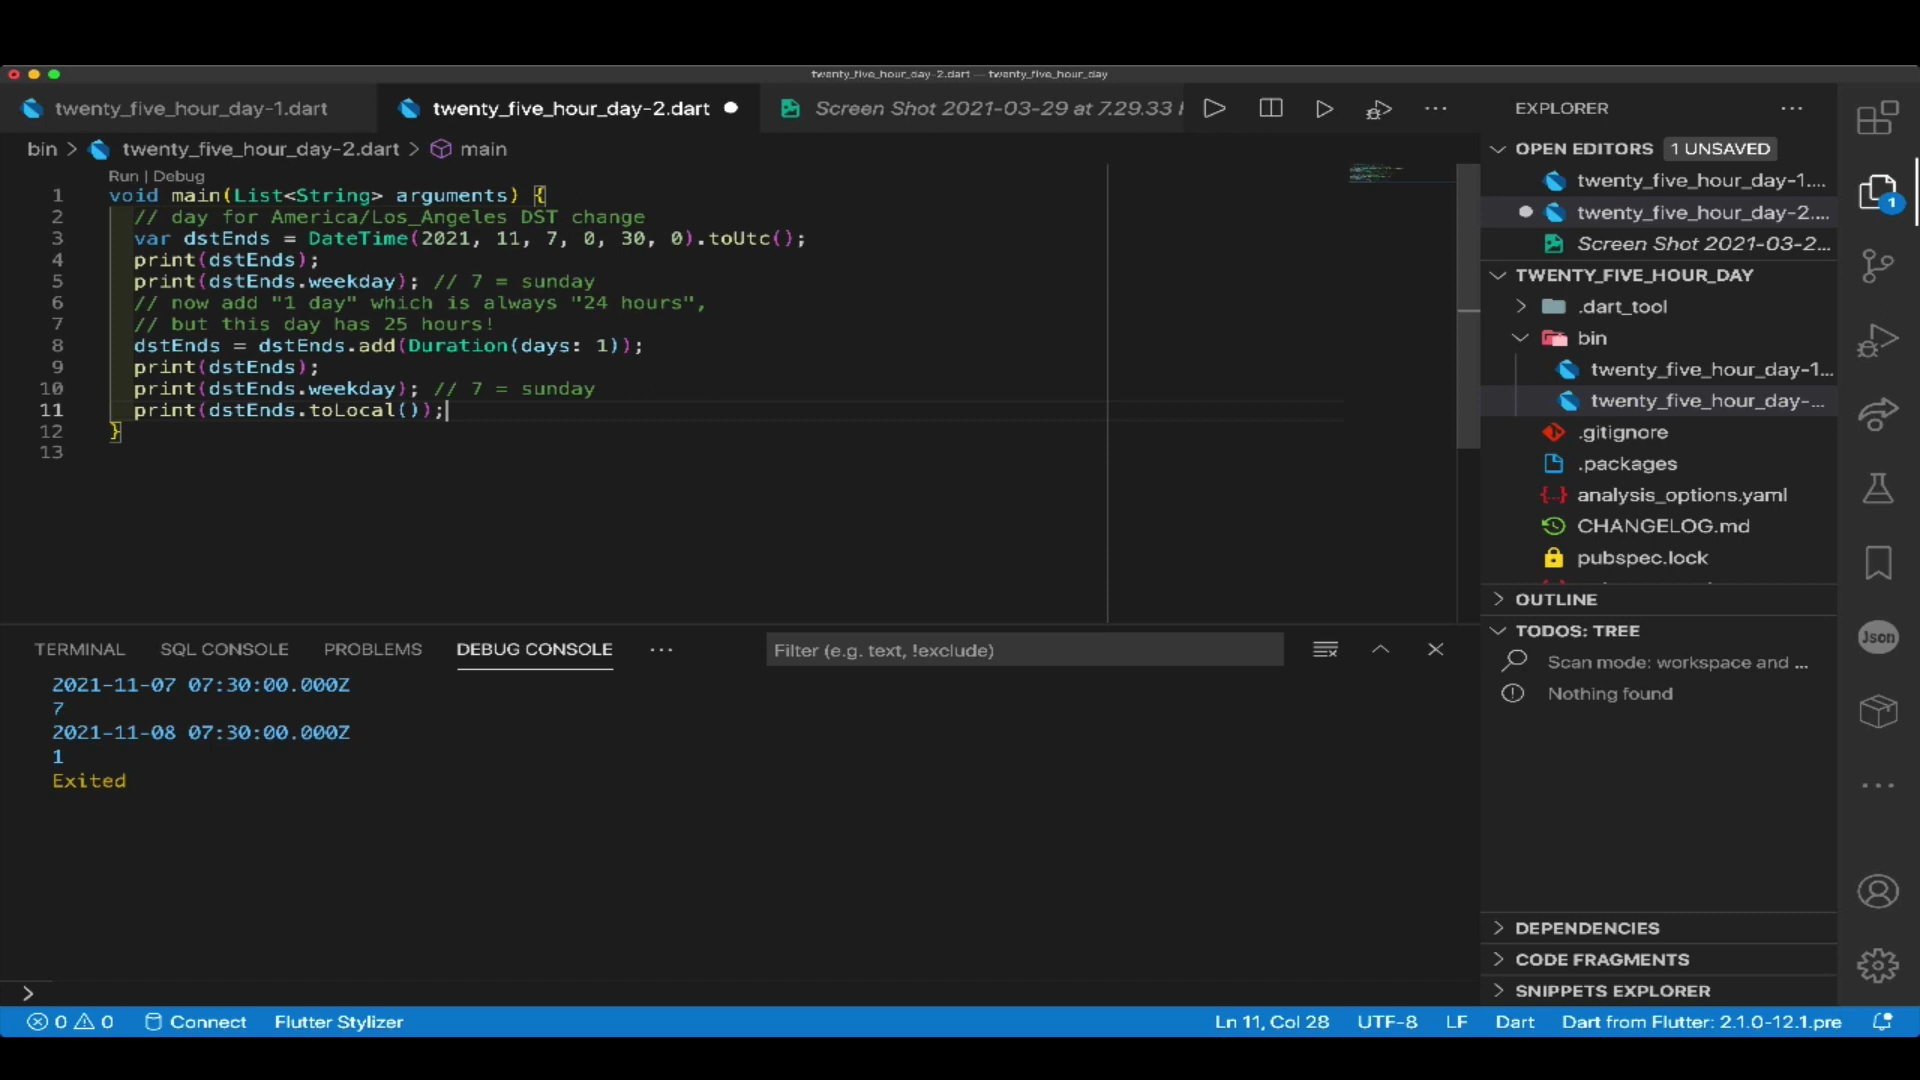 twenty_five_hour_day-2.dart — twenty_five_hour_day
twenty_five_hour_day-1.dart
twenty_five_hour_day-2.dart
Screen Shot 2021-03-29 at 7.29.33
bin > twenty_five_hour_day-2.dart > main
Run | Debug
1 void main(List<String> arguments) {
2 // day for America/Los_Angeles DST change
3 var dstEnds = DateTime(2021, 11, 7, 0, 30, 0).toUtc();
4 print(dstEnds);
5 print(dstEnds.weekday); // 7 = sunday
6 // now add "1 day" which is always "24 hours",
7 // but this day has 25 hours!
8 dstEnds = dstEnds.add(Duration(days: 1));
9 print(dstEnds);
10 print(dstEnds.weekday); // 7 = sunday
11 print(dstEnds.toLocal());
12 }
13
TERMINAL
SQL CONSOLE
PROBLEMS
DEBUG CONSOLE
...
Filter (e.g. text, !exclude)
2021-11-07 07:30:00.000Z
7
2021-11-08 07:30:00.000Z
1
Exited
>
EXPLORER
OPEN EDITORS 1 UNSAVED
twenty_five_hour_day-1....
twenty_five_hour_day-2....
Screen Shot 2021-03-2...
TWENTY_FIVE_HOUR_DAY
.dart_tool
bin
twenty_five_hour_day-1...
twenty_five_hour_day-...
.gitignore
.packages
analysis_options.yaml
CHANGELOG.md
pubspec.lock
OUTLINE
TODOS: TREE
Scan mode: workspace and ...
Nothing found
DEPENDENCIES
CODE FRAGMENTS
SNIPPETS EXPLORER
1
Json
0 0 Connect Flutter Stylizer
Ln 11, Col 28 UTF-8 LF Dart Dart from Flutter: 2.1.0-12.1.pre